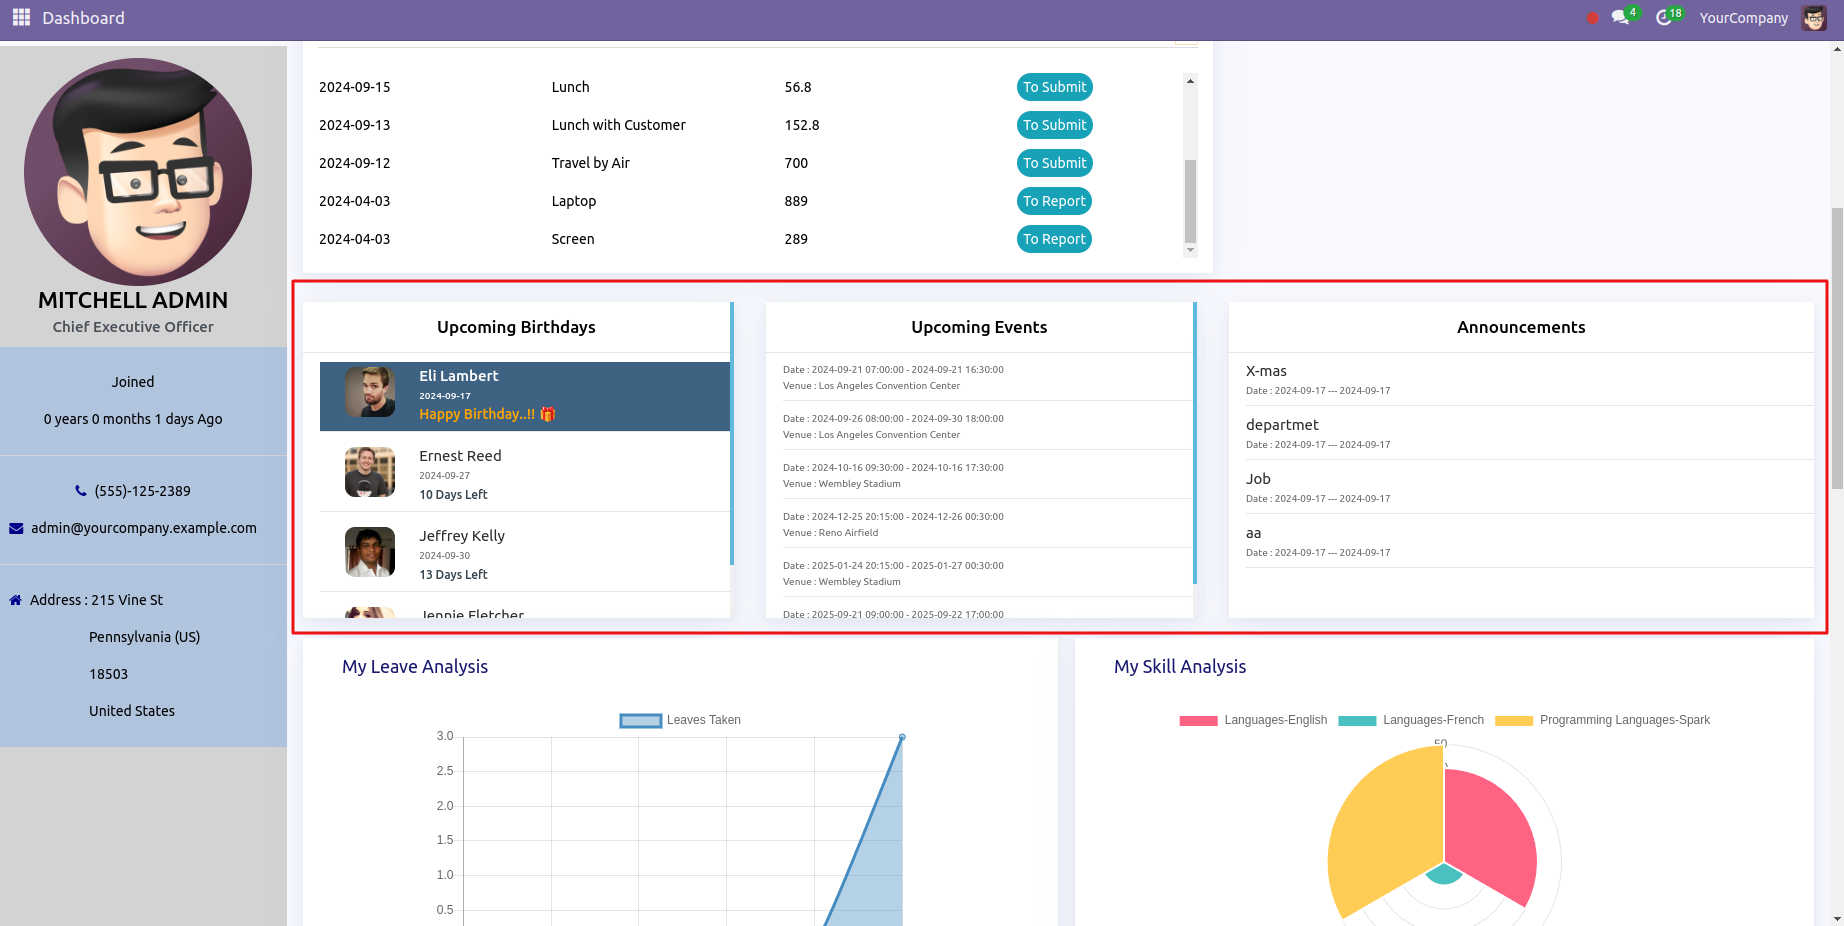 Dashboard
4
18
YourCompany
MITCHELL ADMIN
Chief Executive Officer
Joined
0 years 0 months 1 days Ago
(555)-125-2389
admin@yourcompany.example.com
Address : 215 Vine St
Pennsylvania (US)
18503
United States
2024-09-15 Lunch 56.8 To Submit
2024-09-13 Lunch with Customer 152.8 To Submit
2024-09-12 Travel by Air 700 To Submit
2024-04-03 Laptop 889 To Report
2024-04-03 Screen 289 To Report
Upcoming Birthdays
Eli Lambert
2024-09-17
Happy Birthday..!! 🎁
Ernest Reed
2024-09-27
10 Days Left
Jeffrey Kelly
2024-09-30
13 Days Left
Jennie Fletcher
Upcoming Events
Date : 2024-09-21 07:00:00 - 2024-09-21 16:30:00
Venue : Los Angeles Convention Center
Date : 2024-09-26 08:00:00 - 2024-09-30 18:00:00
Venue : Los Angeles Convention Center
Date : 2024-10-16 09:30:00 - 2024-10-16 17:30:00
Venue : Wembley Stadium
Date : 2024-12-25 20:15:00 - 2024-12-26 00:30:00
Venue : Reno Airfield
Date : 2025-01-24 20:15:00 - 2025-01-27 00:30:00
Venue : Wembley Stadium
Date : 2025-09-21 09:00:00 - 2025-09-22 17:00:00
Announcements
X-mas
Date : 2024-09-17 --- 2024-09-17
departmet
Date : 2024-09-17 --- 2024-09-17
Job
Date : 2024-09-17 --- 2024-09-17
aa
Date : 2024-09-17 --- 2024-09-17
My Leave Analysis
Leaves Taken
3.0
2.5
2.0
1.5
1.0
0.5
My Skill Analysis
Languages-English Languages-French Programming Languages-Spark
50